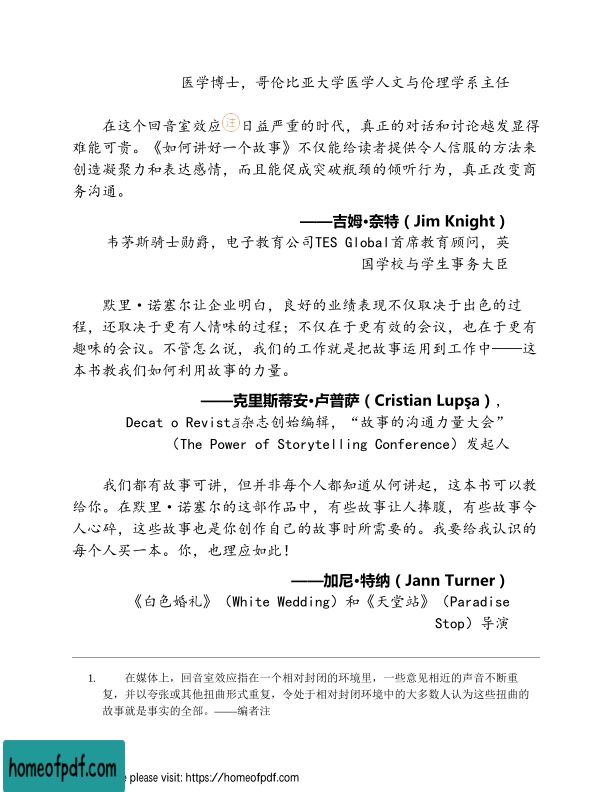 医学博士，哥伦比亚大学医学人文与伦理学系主任
在这个回音室效应注日益严重的时代，真正的对话和讨论越发显得
难能可贵。《如何讲好一个故事》不仅能给读者提供令人信服的方法来
创造凝聚力和表达感情，而且能促成突破瓶颈的倾听行为，真正改变商
务沟通。
——吉姆·奈特（Jim Knight）
韦茅斯骑士勋爵，电子教育公司TES Global首席教育顾问，英
国学校与学生事务大臣
默里·诺塞尔让企业明白，良好的业绩表现不仅取决于出色的过
程，还取决于更有人情味的过程；不仅在于更有效的会议，也在于更有
趣味的会议。不管怎么说，我们的工作就是把故事运用到工作中——这
本书教我们如何利用故事的力量。
——克里斯蒂安·卢普萨（Cristian Lupşa），
Decat o Revistă杂志创始编辑，“故事的沟通力量大会”
（The Power of Storytelling Conference）发起人
我们都有故事可讲，但并非每个人都知道从何讲起，这本书可以教
给你。在默里·诺塞尔的这部作品中，有些故事让人捧腹，有些故事令
人心碎，这些故事也是你创作自己的故事时所需要的。我要给我认识的
每个人买一本。你，也理应如此！
——加尼·特纳（Jann Turner）
《白色婚礼》（White Wedding）和《天堂站》（Paradise
Stop）导演
1. 在媒体上，回音室效应指在一个相对封闭的环境里，一些意见相近的声音不断重
复，并以夸张或其他扭曲形式重复，令处于相对封闭环境中的大多数人认为这些扭曲的
故事就是事实的全部。——编者注
homeofpdf.com
e please visit: https://homeofpdf.com